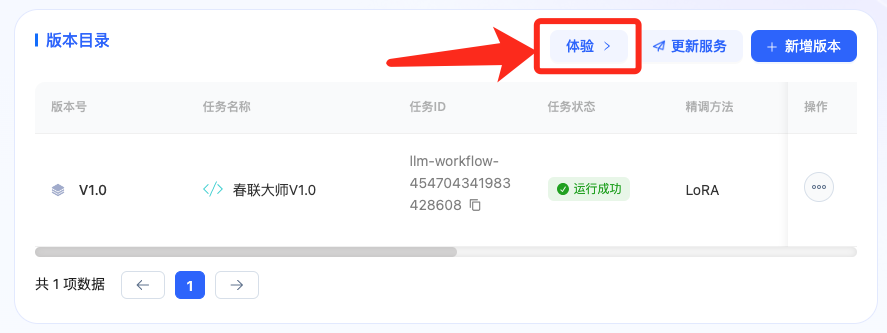 版本目录
体验 >
更新服务
+ 新增版本
版本号 任务名称 任务ID 任务状态 精调方法 操作
V1.0
</> 春联大师V1.0
llm-workflow-
454704341983
428608
运行成功
LoRA
共 1 项数据
1